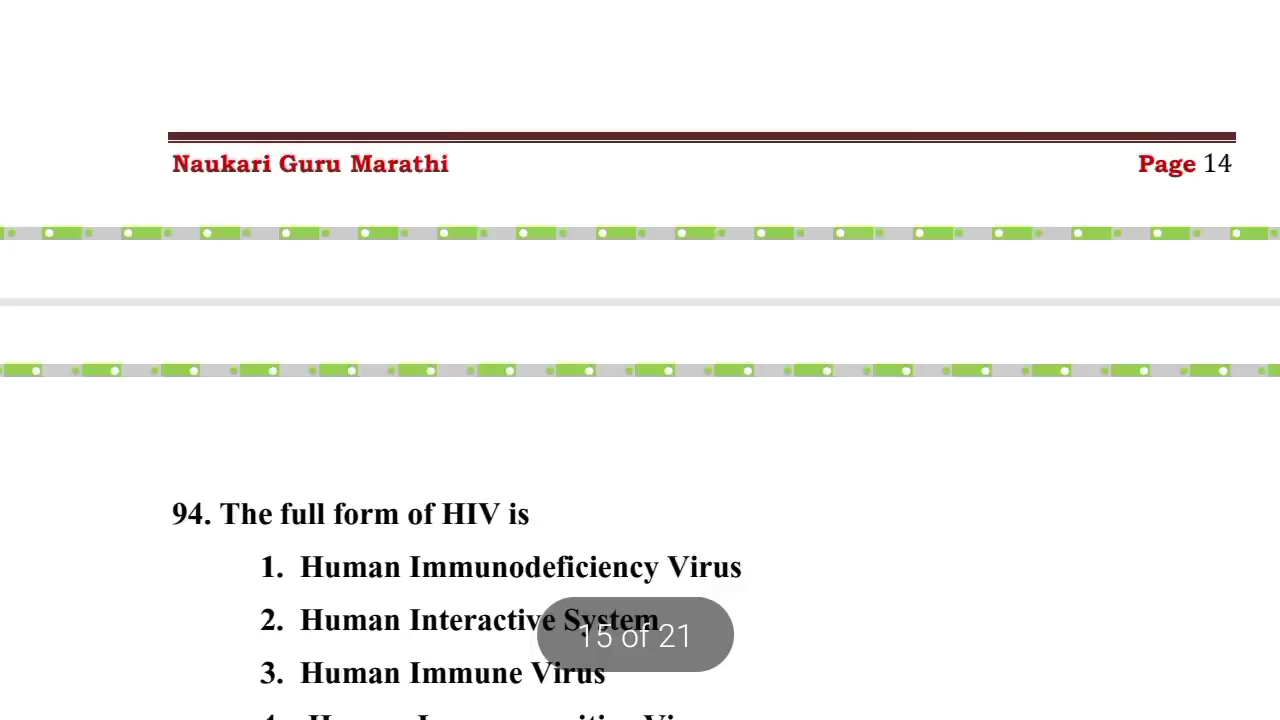 Naukari Guru Marathi Page 14
94. The full form of HIV is
1. Human Immunodeficiency Virus
2. Human Interactive System
15 of 21
3. Human Immune Virus